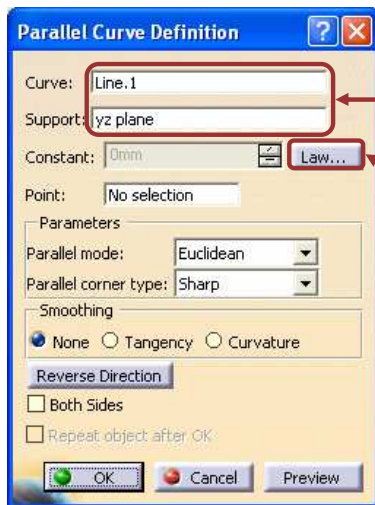 Parallel Curve Definition
Curve: Line.1
Support: yz plane
Constant: 0mm Law...
Point: No selection
Parameters
Parallel mode: Euclidean
Parallel corner type: Sharp
Smoothing
None Tangency Curvature
Reverse Direction
Both Sides
Repeat object after OK
OK Cancel Preview